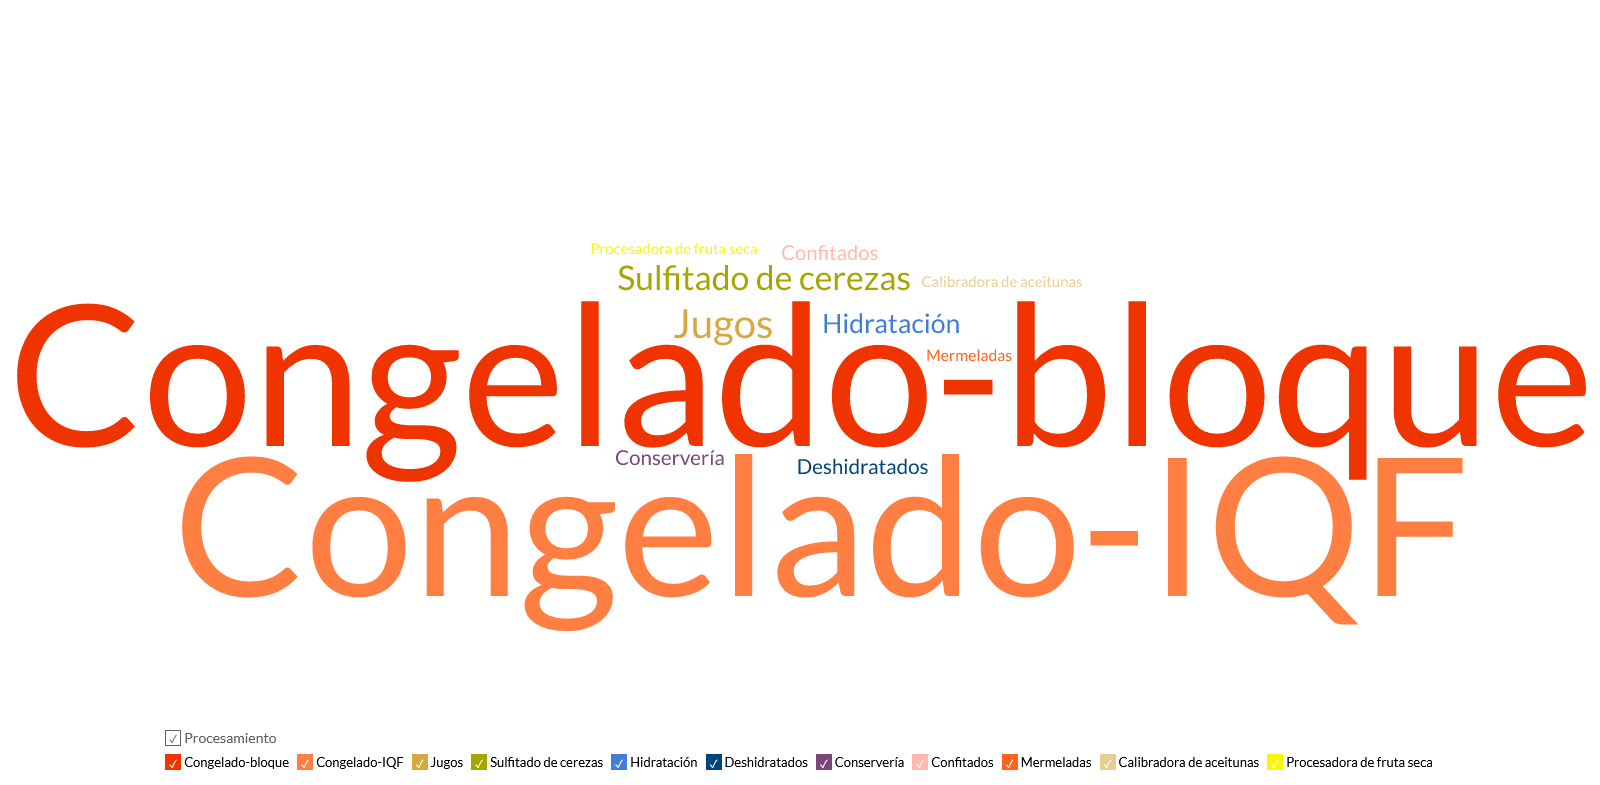 Procesadora de fruta seca
Confitados
Sulfitado de cerezas
Calibradora de aceitunas
Jugos
Hidratación
Mermeladas
Congelado-bloque
Conservería
Deshidratados
Congelado-IQF
Procesamiento
Congelado-bloque Congelado-IQF Jugos Sulfitado de cerezas Hidratación Deshidratados Conservería Confitados Mermeladas Calibradora de aceitunas Procesadora de fruta seca